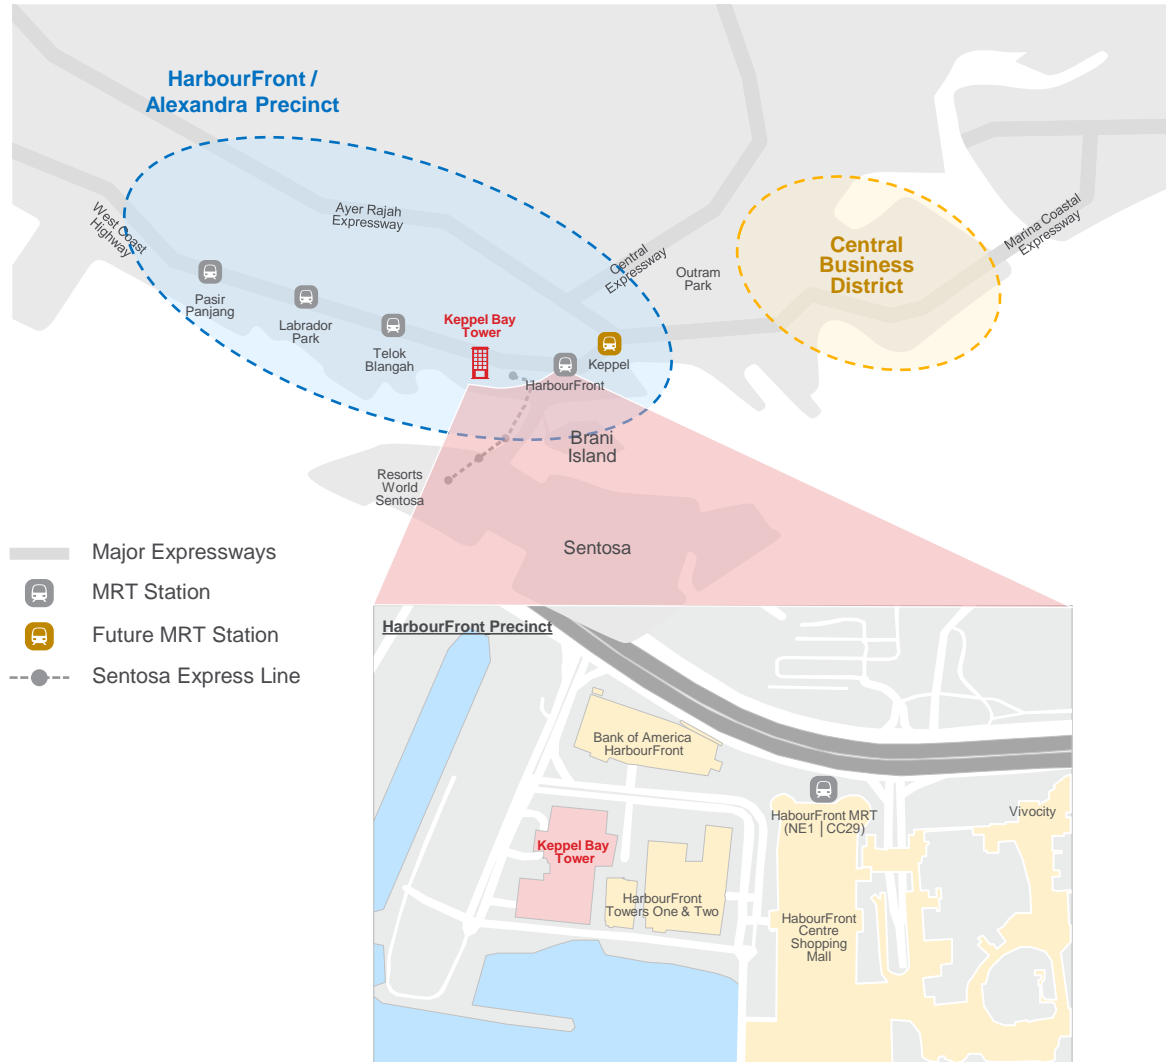 HarbourFront /
Alexandra Precinct
Ayer Rajah
Expressway
West Coast
Highway
Central
Expressway
Outram
Park
Central
Business
District
Marina Coastal
Expressway
Pasir
Panjang
Labrador
Park
Telok
Blangah
Keppel Bay
Tower
HarbourFront
Keppel
Brani
Island
Resorts
World
Sentosa
Sentosa
Major Expressways
MRT Station
Future MRT Station
Sentosa Express Line
HarbourFront Precinct
Bank of America
HarbourFront
HabourFront MRT
(NE1 | CC29)
Vivocity
Keppel Bay
Tower
HarbourFront
Towers One & Two
HabourFront
Centre
Shopping
Mall